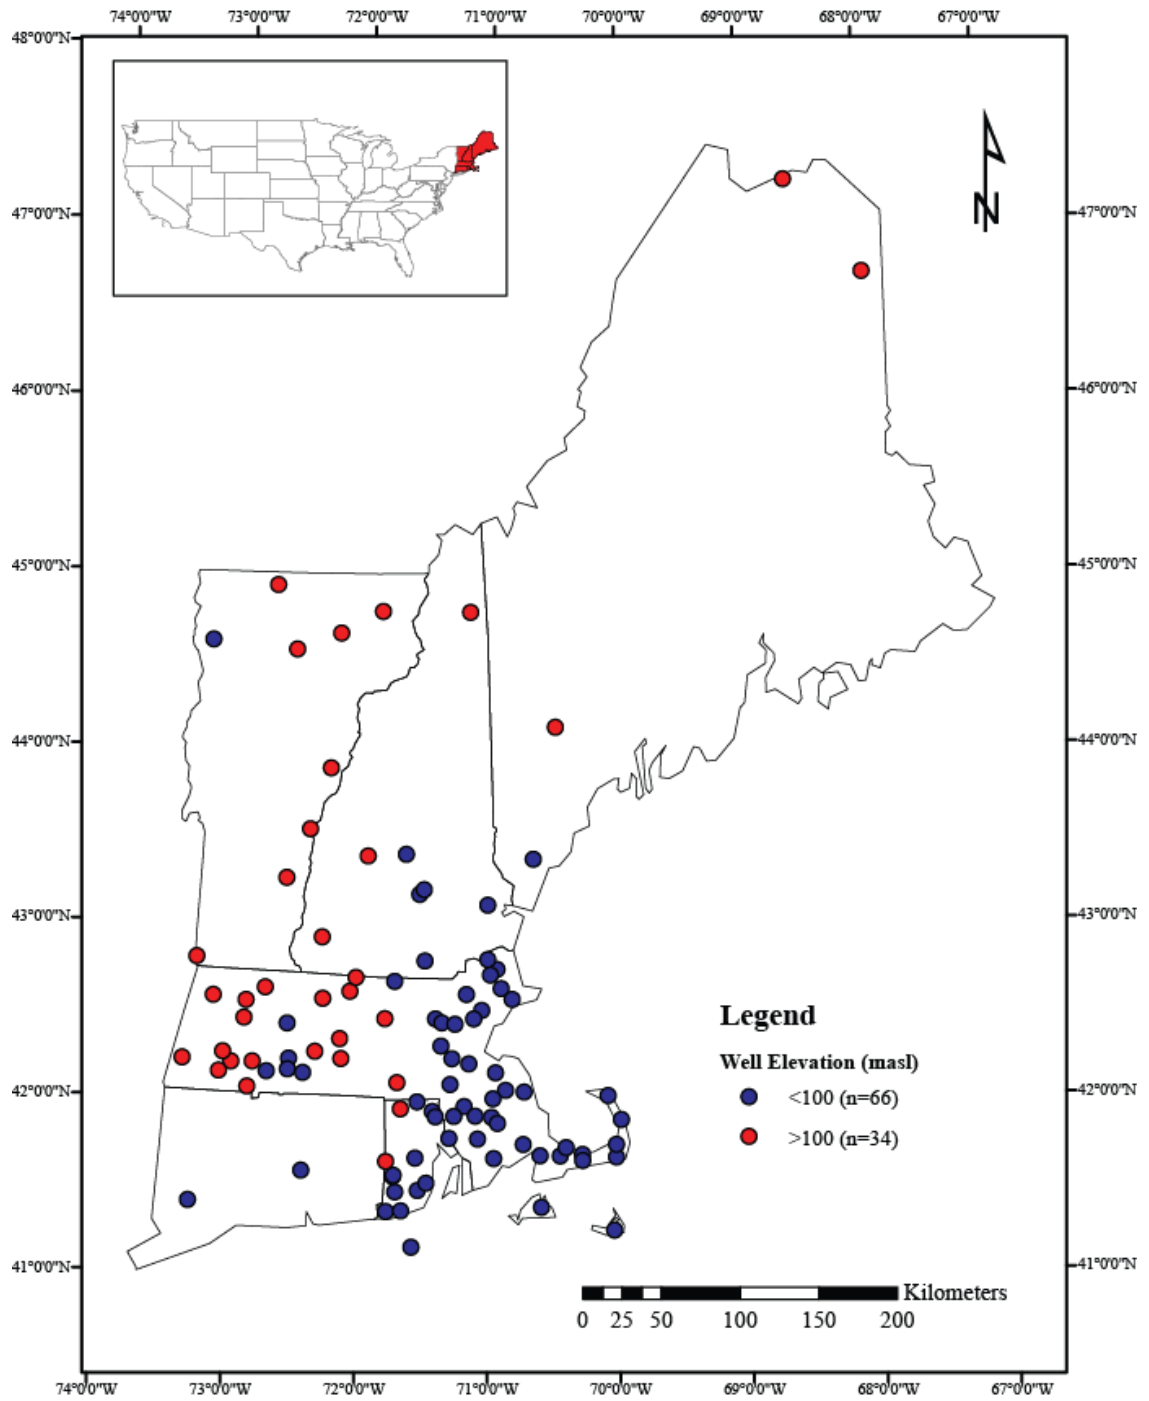 74°0'0"W 73°0'0"W 72°0'0"W 71°0'0"W 70°0'0"W 69°0'0"W 68°0'0"W 67°0'0"W
48°0'0"N
N
47°0'0"N 47°0'0"N
46°0'0"N 46°0'0"N
45°0'0"N 45°0'0"N
44°0'0"N 44°0'0"N
43°0'0"N 43°0'0"N
Legend
Well Elevation (masl)
42°0'0"N 42°0'0"N
<100 (n=66)
>100 (n=34)
41°0'0"N 41°0'0"N
Kilometers
0 25 50 100 150 200
74°0'0"W 73°0'0"W 72°0'0"W 71°0'0"W 70°0'0"W 69°0'0"W 68°0'0"W 67°0'0"W